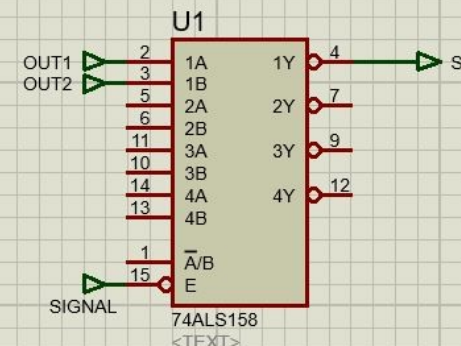 U1
OUT1 2 1A 1Y 4 S
OUT2 3 1B
5 2A 2Y 7
6 2B
11 3A 3Y 9
10 3B
14 4A 4Y 12
13 4B
1 A̅/B
15 E
SIGNAL
74ALS158
<TEXT>